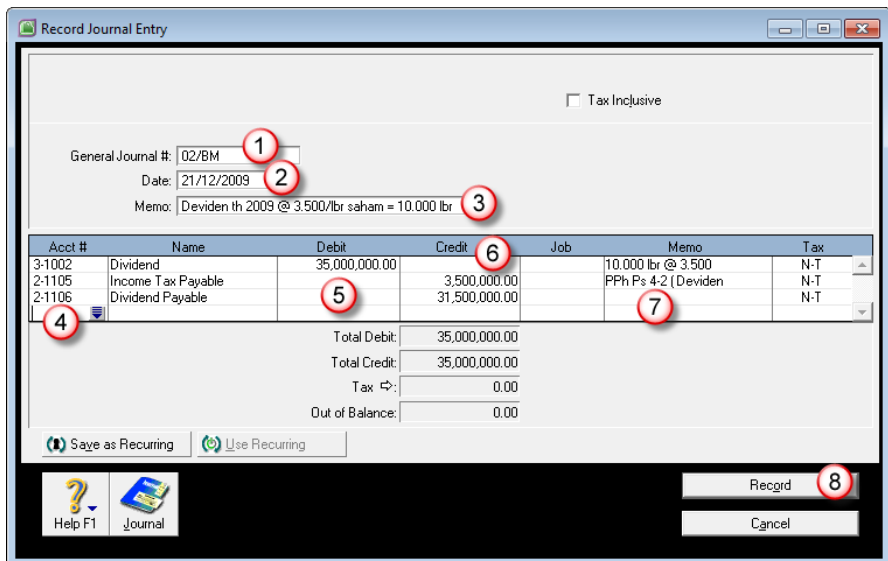 Record Journal Entry
Tax Inclusive
General Journal #: 02/BM 1
Date: 21/12/2009 2
Memo: Deviden th 2009 @ 3.500/lbr saham = 10.000 lbr 3
Acct # Name Debit Credit 6 Job Memo Tax
3-1002 Dividend 35,000,000.00 10.000 lbr @ 3.500 N-T
2-1105 Income Tax Payable 3,500,000.00 PPh Ps 4-2 ( Deviden N-T
2-1106 Dividend Payable 5 31,500,000.00 7 N-T
4
Total Debit: 35,000,000.00
Total Credit: 35,000,000.00
Tax ⇨: 0.00
Out of Balance: 0.00
Save as Recurring Use Recurring
Help F1 Journal
Record 8
Cancel